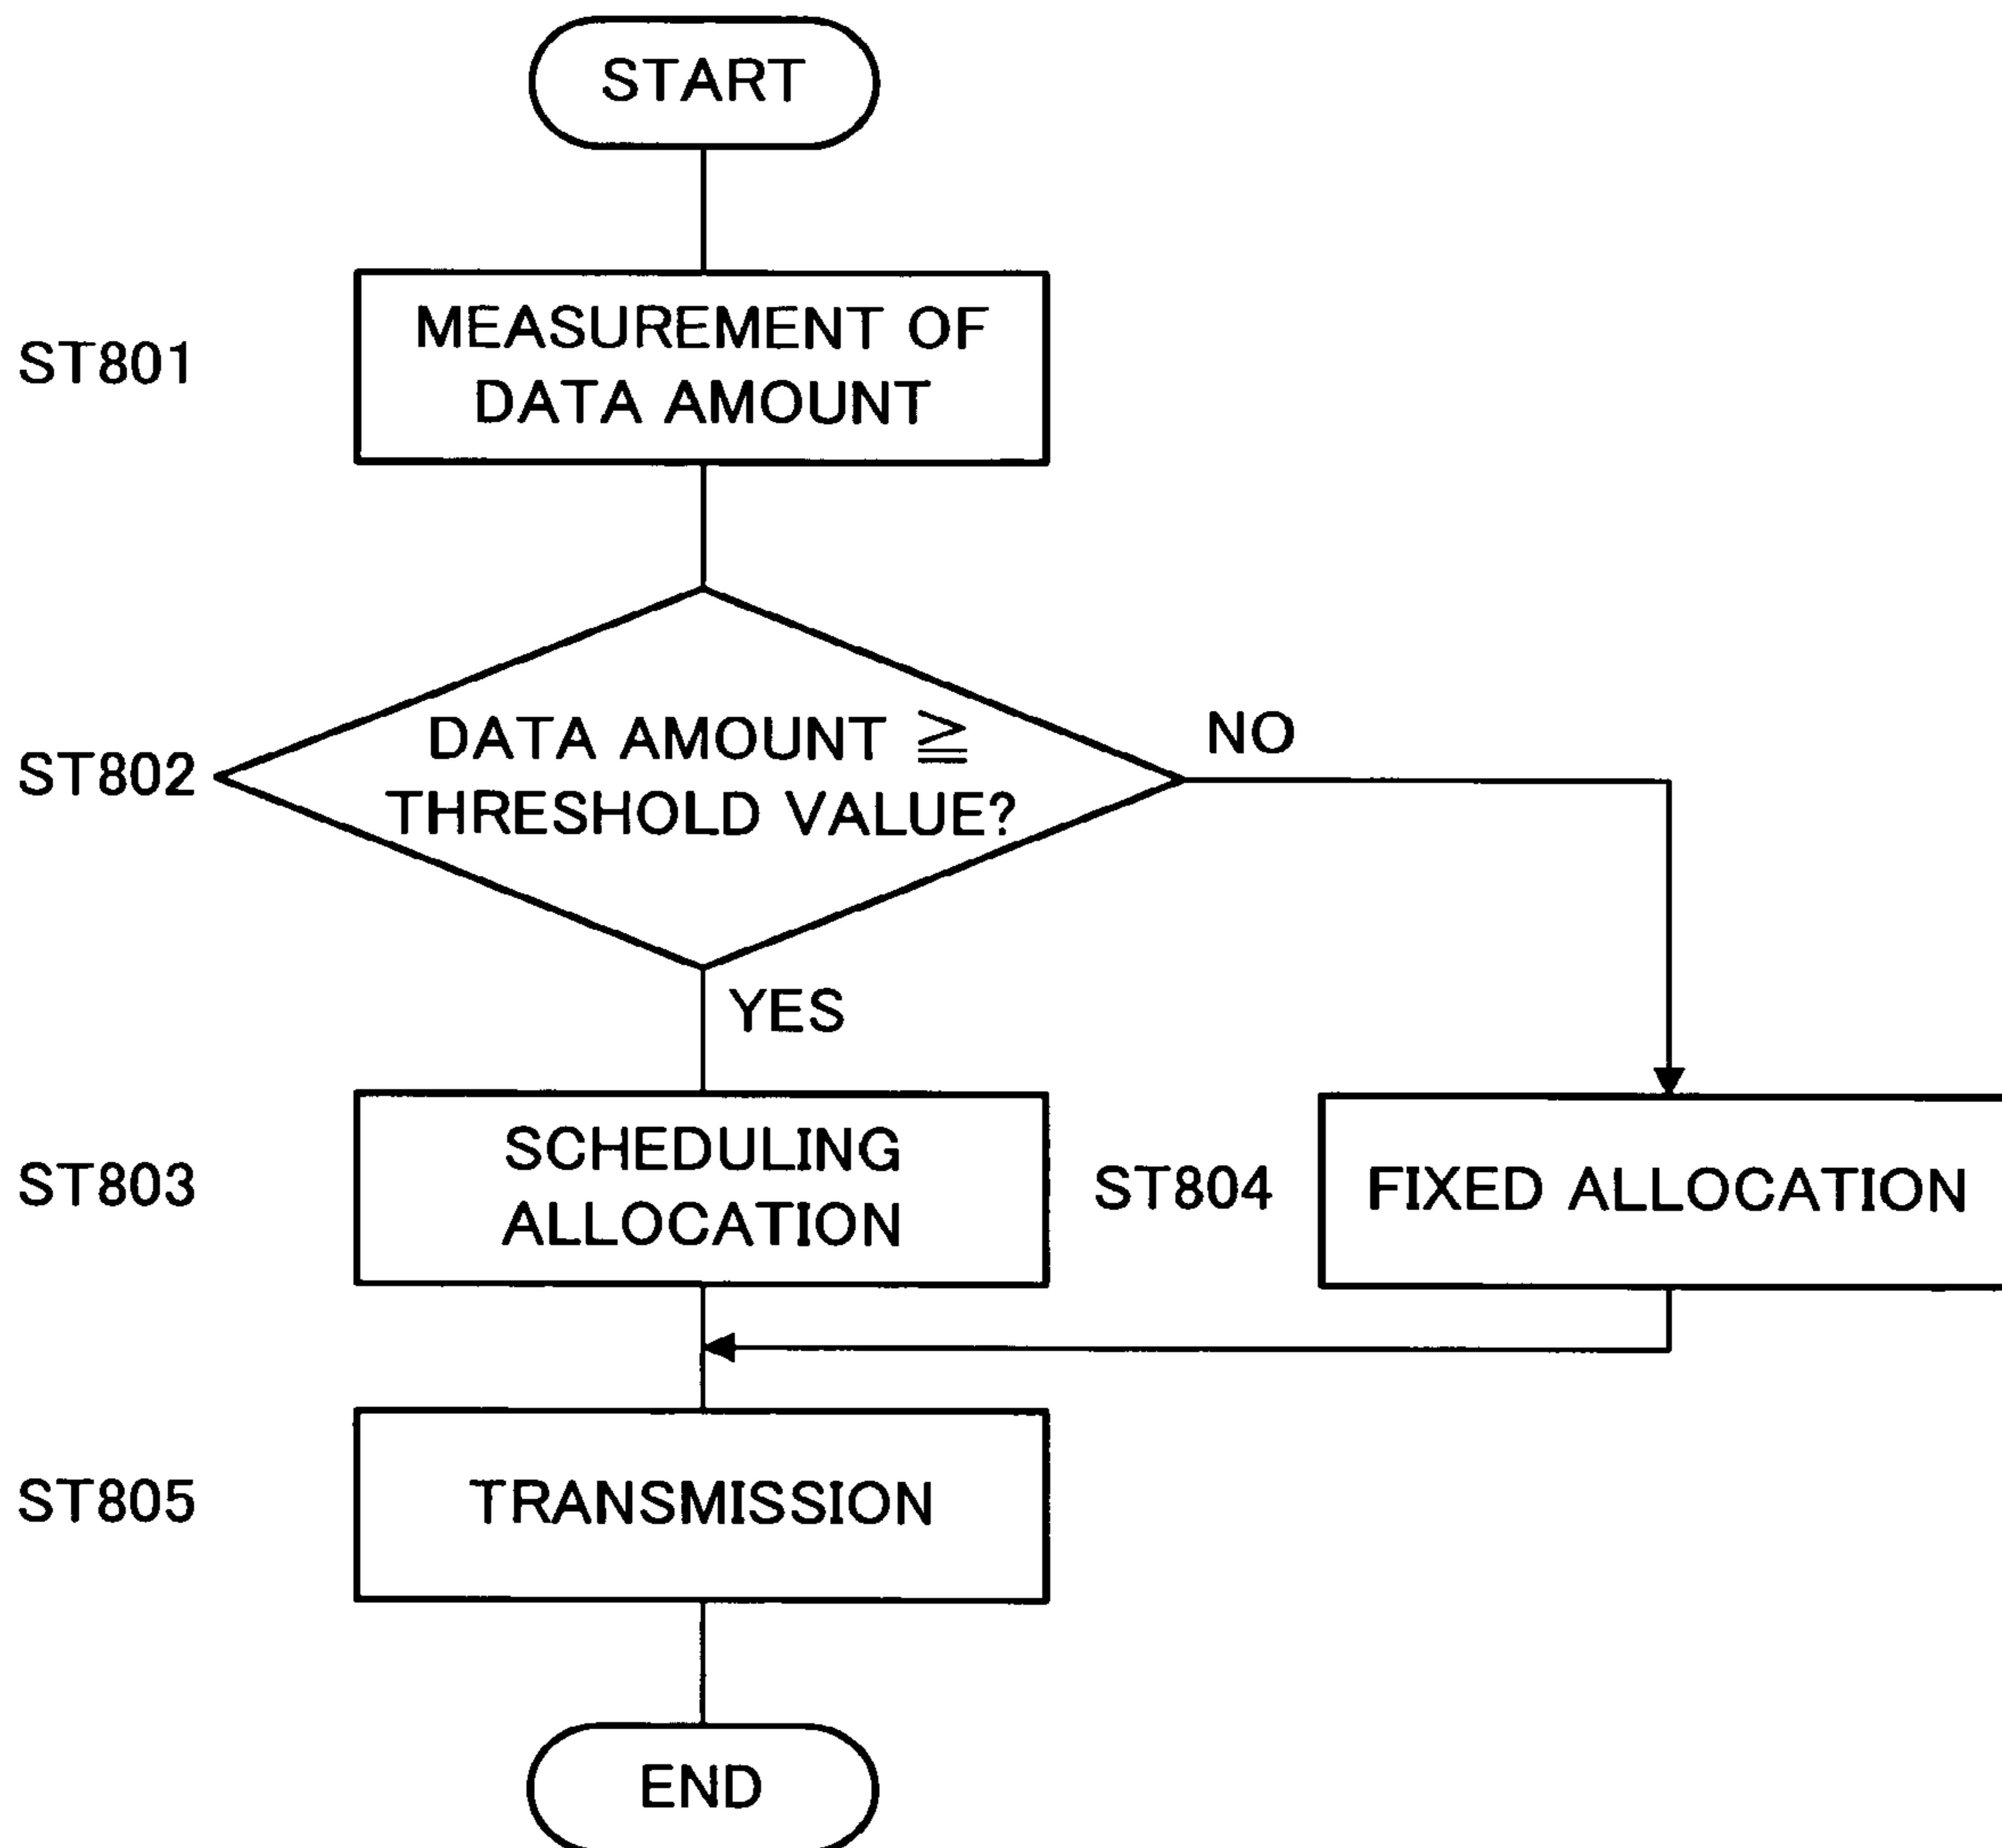 START
ST801
MEASUREMENT OF
DATA AMOUNT
ST802
DATA AMOUNT ≧
THRESHOLD VALUE?
NO
YES
ST803
SCHEDULING
ALLOCATION
ST804
FIXED ALLOCATION
ST805
TRANSMISSION
END